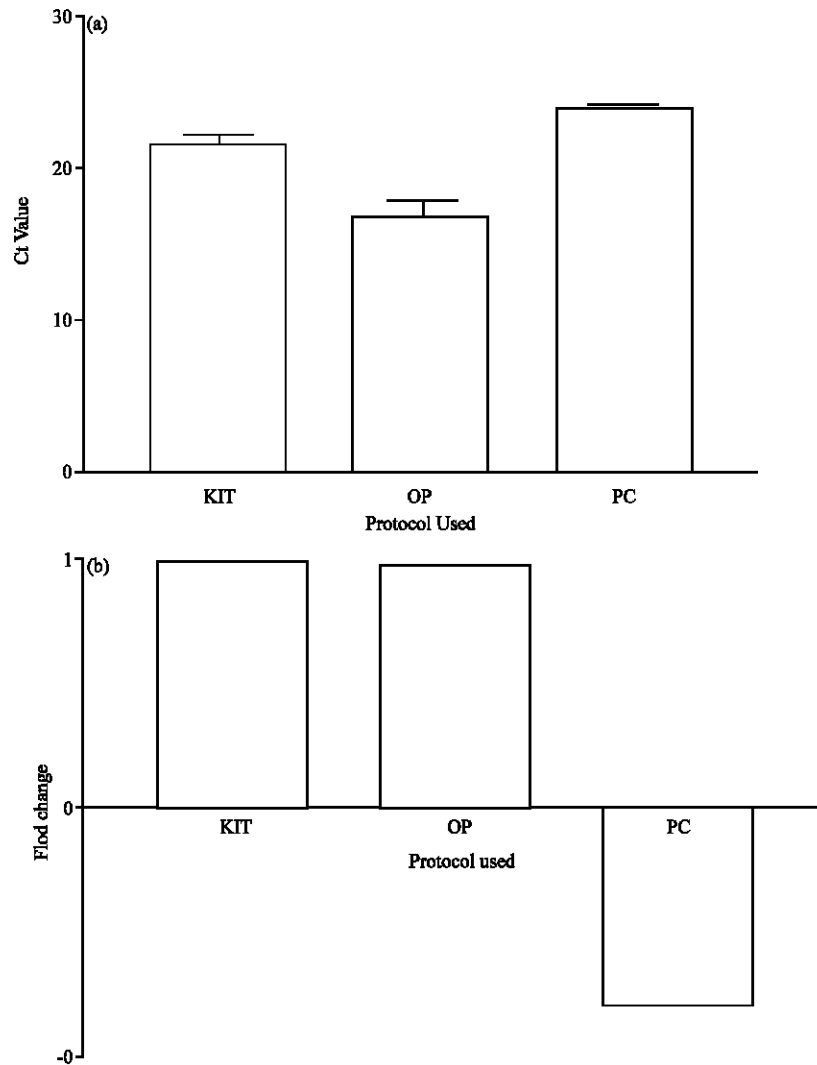 (a)
30
20
10
0
Ct Value
KIT OP PC
Protocol Used
(b)
1
0
-0
Flod change
KIT OP PC
Protocol used